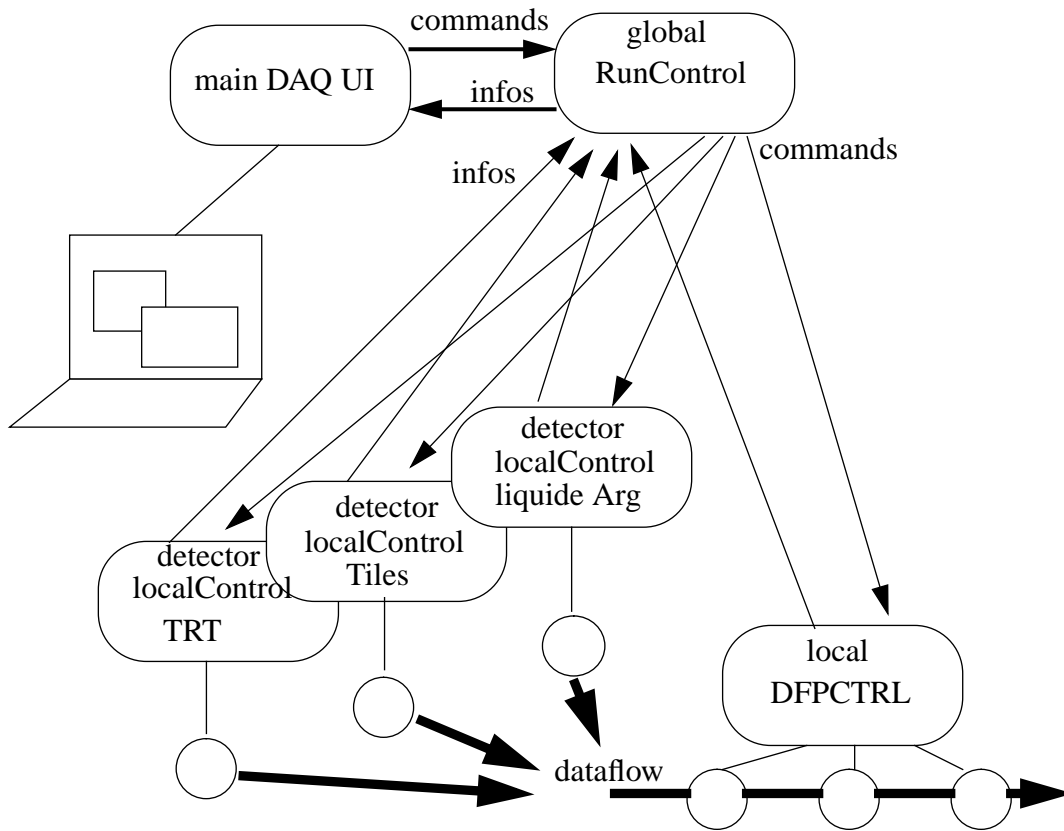 commands
global
RunControl
main DAQ UI
infos
commands
infos
detector
localControl
liquide Arg
detector
localControl
Tiles
detector
localControl
TRT
local
DFPCTRL
dataflow